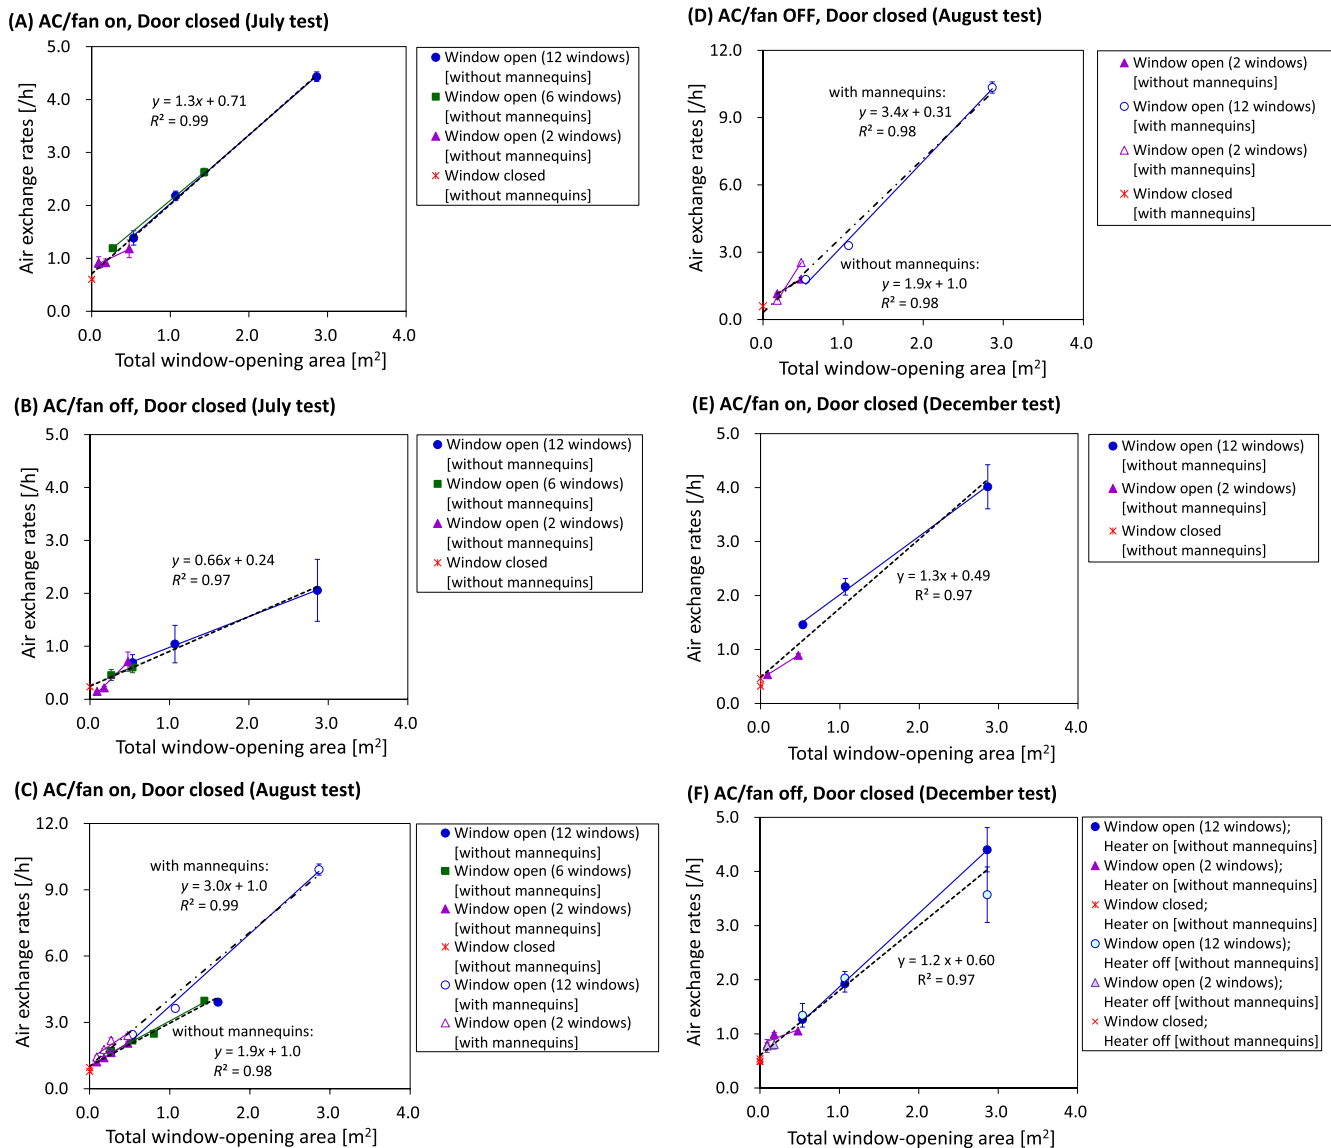 (A) AC/fan on, Door closed (July test)
Air exchange rates [/h]
5.0
4.0
3.0
2.0
1.0
0.0
0.0 1.0 2.0 3.0 4.0
Total window-opening area [m²]
y = 1.3x + 0.71
R² = 0.99
Window open (12 windows)
[without mannequins]
Window open (6 windows)
[without mannequins]
Window open (2 windows)
[without mannequins]
Window closed
[without mannequins]
(D) AC/fan OFF, Door closed (August test)
Air exchange rates [/h]
12.0
9.0
6.0
3.0
0.0
0.0 1.0 2.0 3.0 4.0
Total window-opening area [m²]
with mannequins:
y = 3.4x + 0.31
R² = 0.98
without mannequins:
y = 1.9x + 1.0
R² = 0.98
Window open (2 windows)
[without mannequins]
Window open (12 windows)
[with mannequins]
Window open (2 windows)
[with mannequins]
Window closed
[with mannequins]
(B) AC/fan off, Door closed (July test)
Air exchange rates [/h]
5.0
4.0
3.0
2.0
1.0
0.0
0.0 1.0 2.0 3.0 4.0
Total window-opening area [m²]
y = 0.66x + 0.24
R² = 0.97
Window open (12 windows)
[without mannequins]
Window open (6 windows)
[without mannequins]
Window open (2 windows)
[without mannequins]
Window closed
[without mannequins]
(E) AC/fan on, Door closed (December test)
Air exchange rates [/h]
5.0
4.0
3.0
2.0
1.0
0.0
0.0 1.0 2.0 3.0 4.0
Total window-opening area [m²]
y = 1.3x + 0.49
R² = 0.97
Window open (12 windows)
[without mannequins]
Window open (2 windows)
[without mannequins]
Window closed
[without mannequins]
(C) AC/fan on, Door closed (August test)
Air exchange rates [/h]
12.0
9.0
6.0
3.0
0.0
0.0 1.0 2.0 3.0 4.0
Total window-opening area [m²]
with mannequins:
y = 3.0x + 1.0
R² = 0.99
without mannequins:
y = 1.9x + 1.0
R² = 0.98
Window open (12 windows)
[without mannequins]
Window open (6 windows)
[without mannequins]
Window open (2 windows)
[without mannequins]
Window closed
[without mannequins]
Window open (12 windows)
[with mannequins]
Window open (2 windows)
[with mannequins]
(F) AC/fan off, Door closed (December test)
Air exchange rates [/h]
5.0
4.0
3.0
2.0
1.0
0.0
0.0 1.0 2.0 3.0 4.0
Total window-opening area [m²]
y = 1.2 x + 0.60
R² = 0.97
Window open (12 windows);
Heater on [without mannequins]
Window open (2 windows);
Heater on [without mannequins]
Window closed;
Heater on [without mannequins]
Window open (12 windows);
Heater off [without mannequins]
Window open (2 windows);
Heater off [without mannequins]
Window closed;
Heater off [without mannequins]